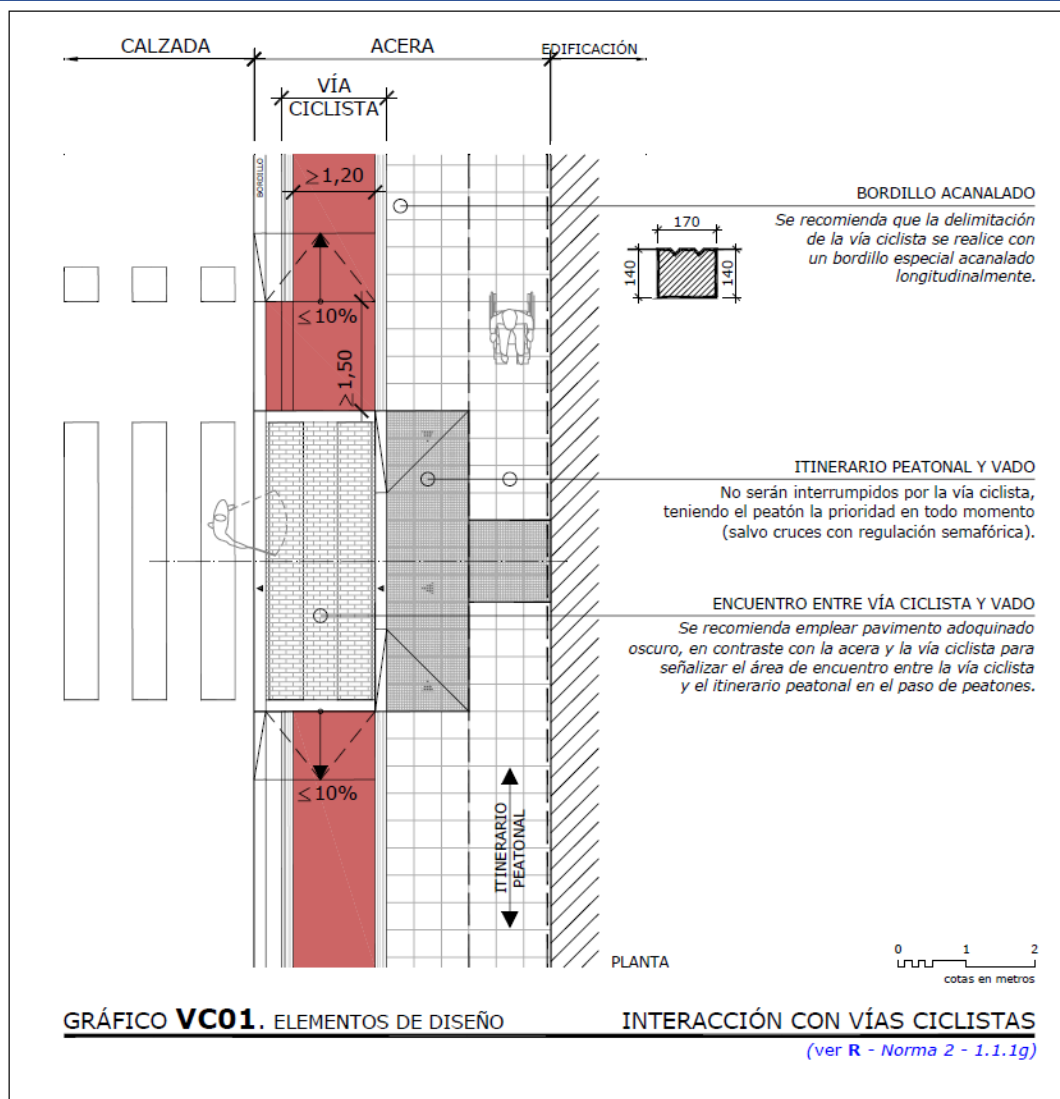 CALZADA
ACERA
EDIFICACIÓN
VÍA
CICLISTA
BORDILLO
≥1,20
≤10%
≥1,50
BORDILLO ACANALADO
Se recomienda que la delimitación
de la vía ciclista se realice con
un bordillo especial acanalado
longitudinalmente.
170
140
140
ITINERARIO PEATONAL Y VADO
No serán interrumpidos por la vía ciclista,
teniendo el peatón la prioridad en todo momento
(salvo cruces con regulación semafórica).
ENCUENTRO ENTRE VÍA CICLISTA Y VADO
Se recomienda emplear pavimento adoquinado
oscuro, en contraste con la acera y la vía ciclista para
señalizar el área de encuentro entre la vía ciclista
y el itinerario peatonal en el paso de peatones.
≤10%
ITINERARIO
PEATONAL
PLANTA
0 1 2
cotas en metros
GRÁFICO VC01. ELEMENTOS DE DISEÑO
INTERACCIÓN CON VÍAS CICLISTAS
(ver R - Norma 2 - 1.1.1g)